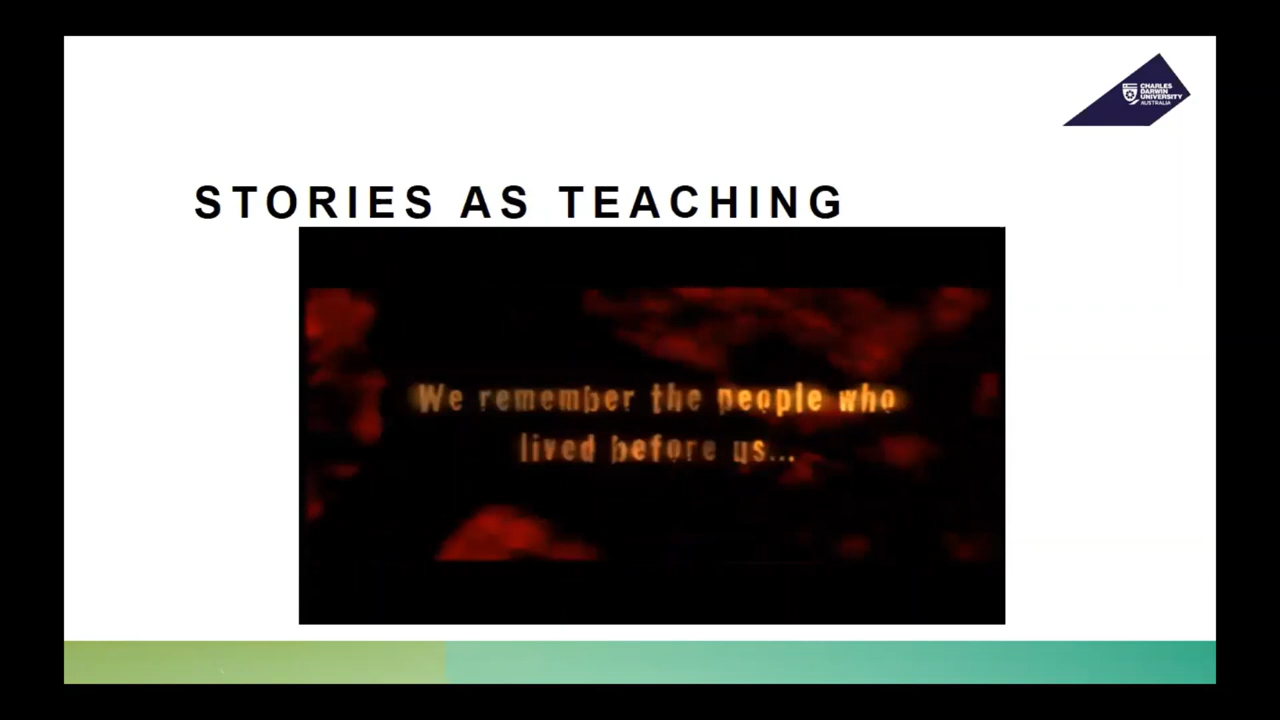 CHARLES
DARWIN
UNIVERSITY
AUSTRALIA
STORIES AS TEACHING
We remember the people who
lived before us...